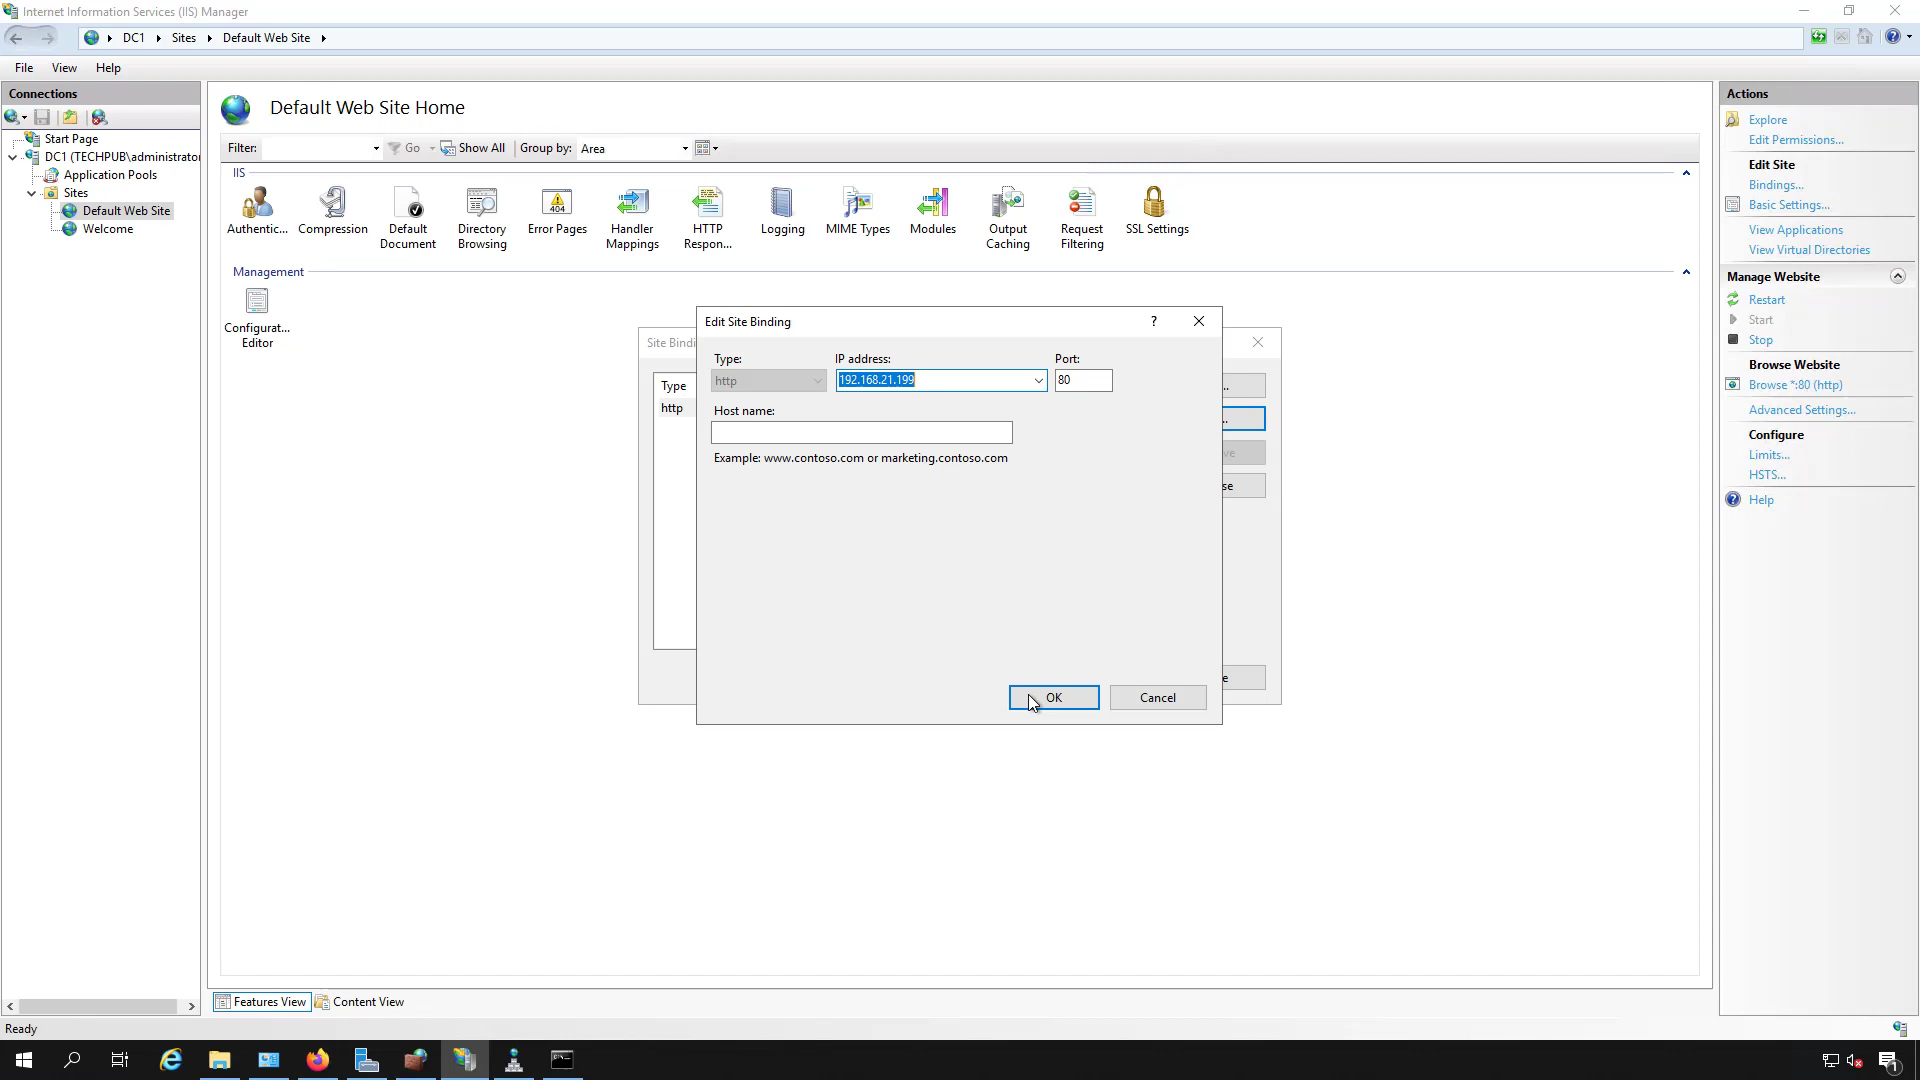 Internet Information Services (IIS) Manager
DC1 Sites Default Web Site
File View Help
Connections
Start Page
DC1 (TECHPUB\administrator
Application Pools
Sites
Default Web Site
Welcome
Default Web Site Home
Filter: Go Show All Group by: Area
IIS
Authentic...
Compression
Default
Document
Directory
Browsing
Error Pages
404
Handler
Mappings
HTTP
Respon...
Logging
MIME Types
Modules
Output
Caching
Request
Filtering
SSL Settings
Management
Configurat...
Editor
Site Bindi
Type
http
Edit Site Binding
?
Type: IP address: Port:
http 192.168.21.199 80
Host name:
Example: www.contoso.com or marketing.contoso.com
OK Cancel
..
..
ve
se
e
Actions
Explore
Edit Permissions...
Edit Site
Bindings...
Basic Settings...
View Applications
View Virtual Directories
Manage Website
Restart
Start
Stop
Browse Website
Browse *:80 (http)
Advanced Settings...
Configure
Limits...
HSTS...
Help
Features View Content View
Ready
1